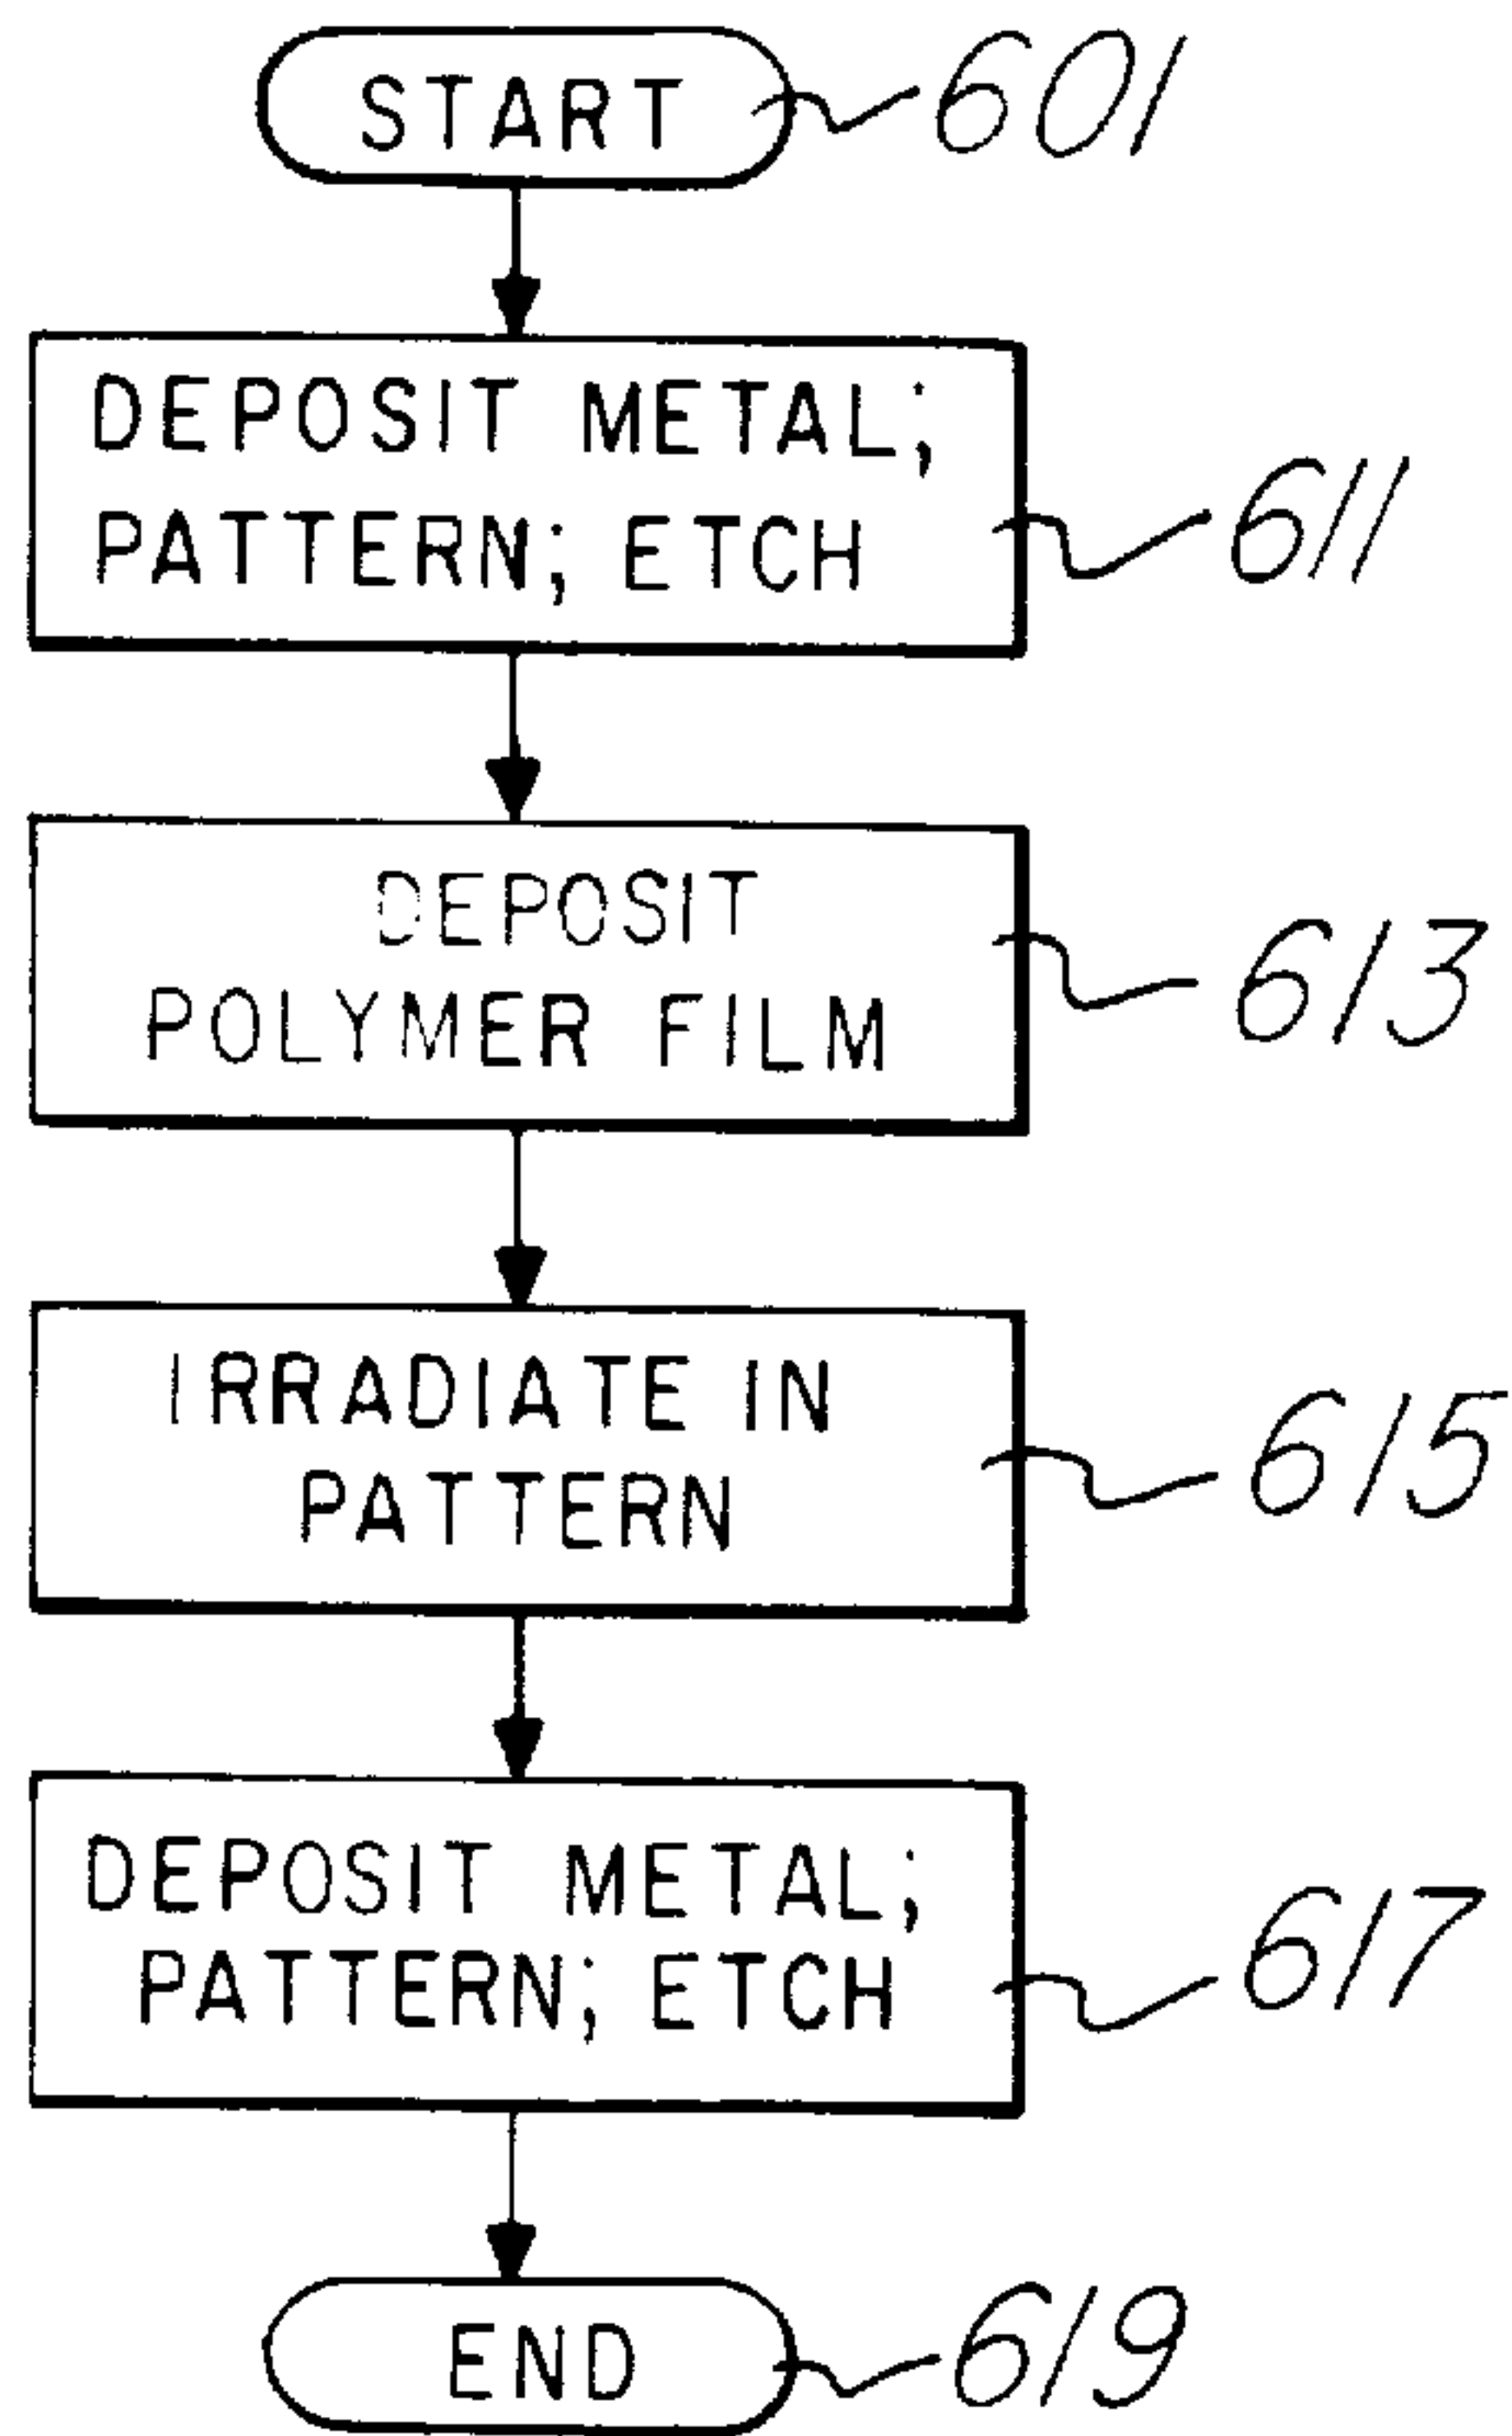 START 601
DEPOSIT METAL;
PATTERN; ETCH 611
DEPOSIT 613
POLYMER FILM
IRRADIATE IN 615
PATTERN
DEPOSIT METAL;
PATTERN; ETCH 617
END 619